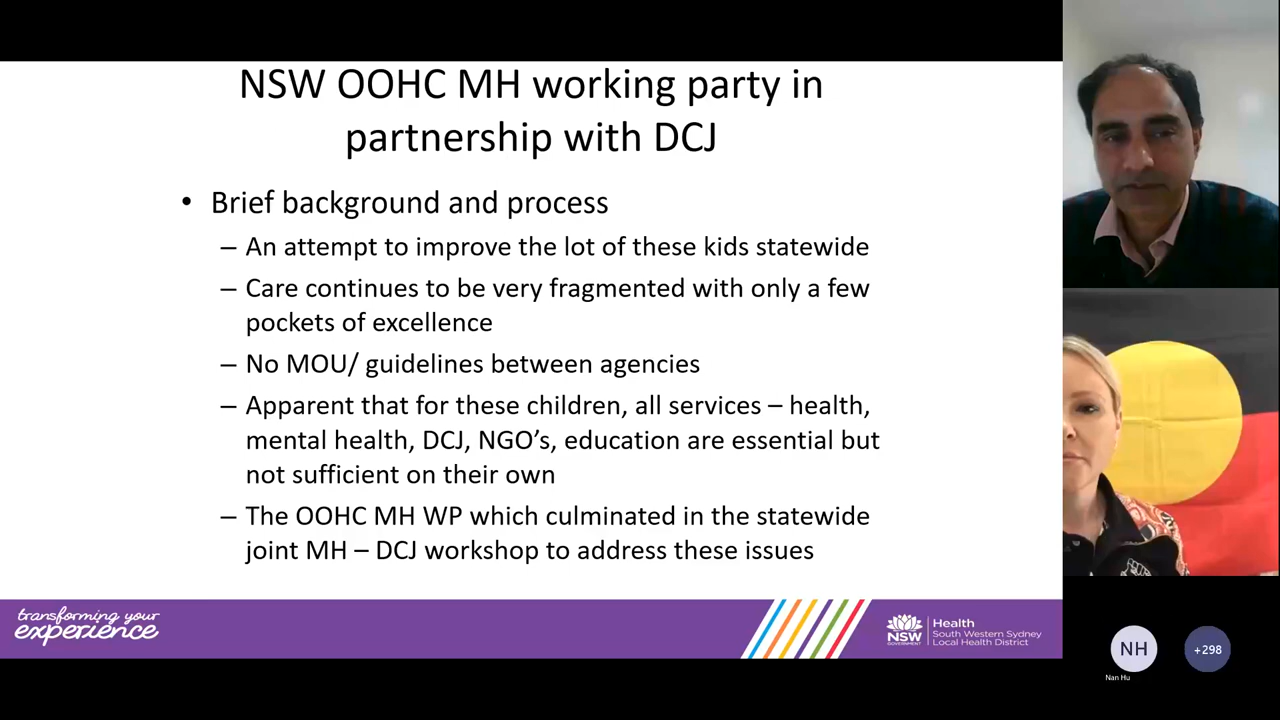 NSW OOHC MH working party in
partnership with DCJ
• Brief background and process
– An attempt to improve the lot of these kids statewide
– Care continues to be very fragmented with only a few
pockets of excellence
– No MOU/ guidelines between agencies
– Apparent that for these children, all services – health,
mental health, DCJ, NGO's, education are essential but
not sufficient on their own
– The OOHC MH WP which culminated in the statewide
joint MH – DCJ workshop to address these issues
transforming your
experience
NSW
GOVERNMENT
Health
South Western Sydney
Local Health District
NH
+298
Nan Hu